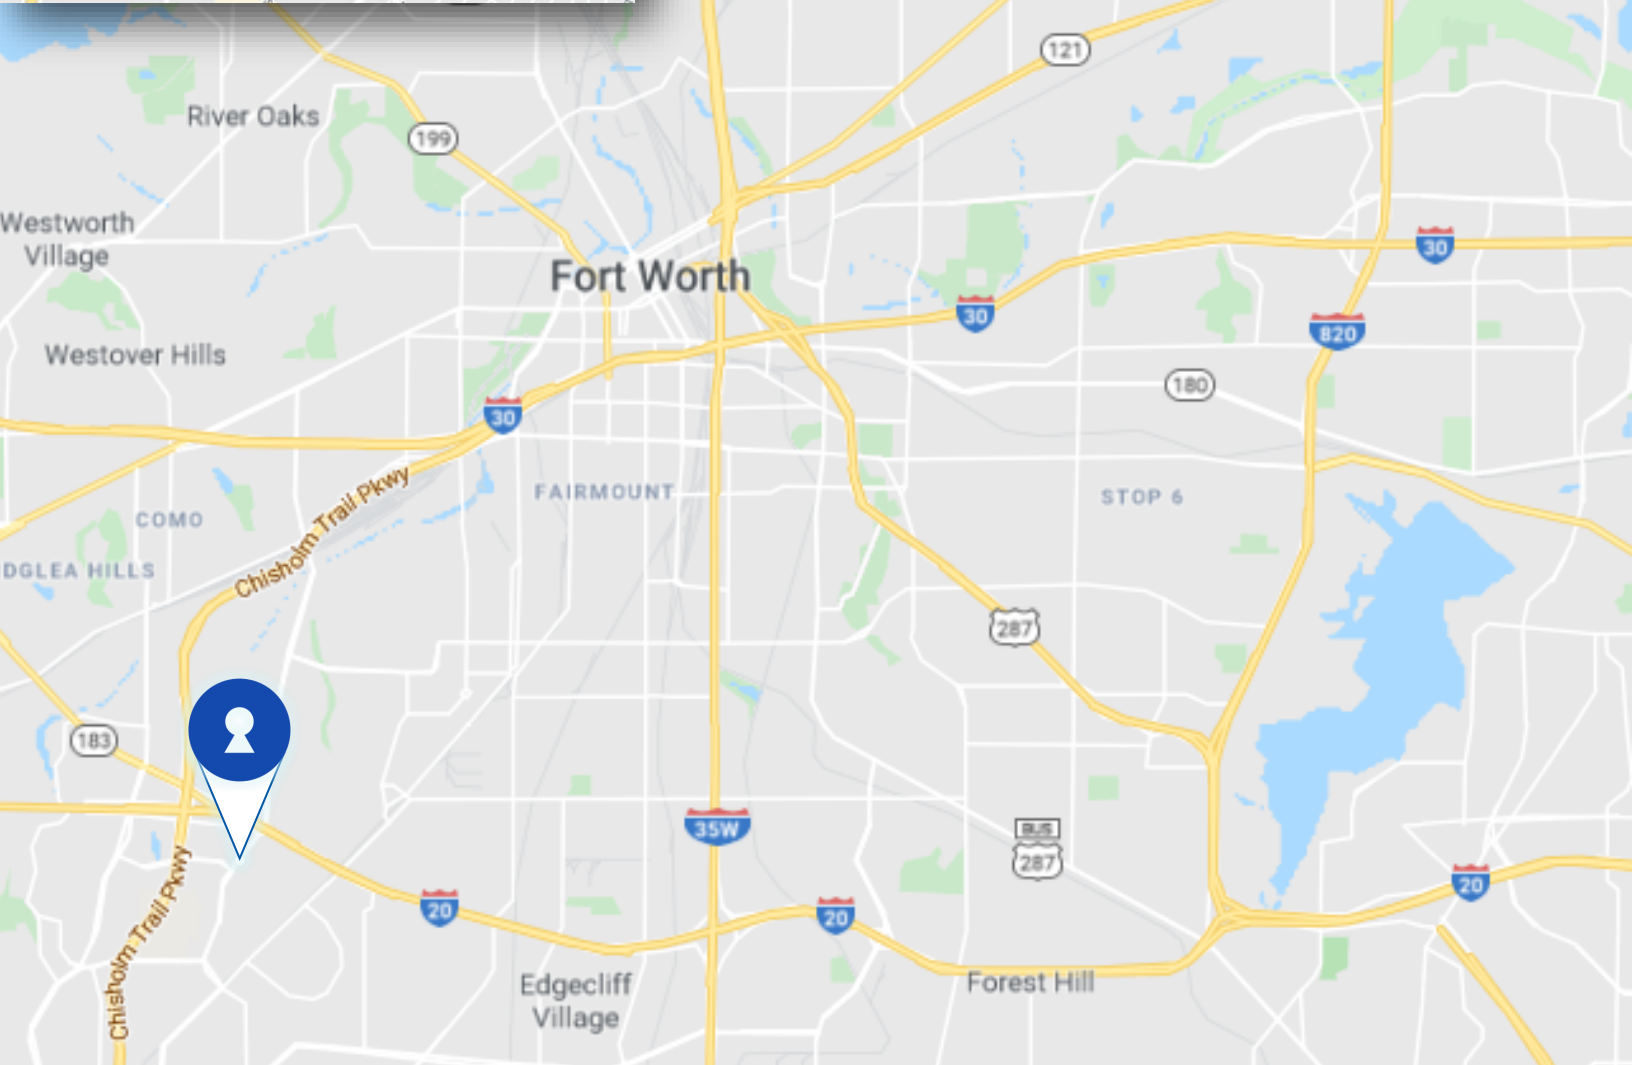 121
River Oaks
199
Westworth
Village
30
Fort Worth
30
820
Westover Hills
180
30
Chisholm Trail Pkwy
FAIRMOUNT
STOP 6
COMO
DGLEA HILLS
287
183
35W
BUS
287
Chisholm Trail Pkwy
20
20
20
Edgecliff
Village
Forest Hill